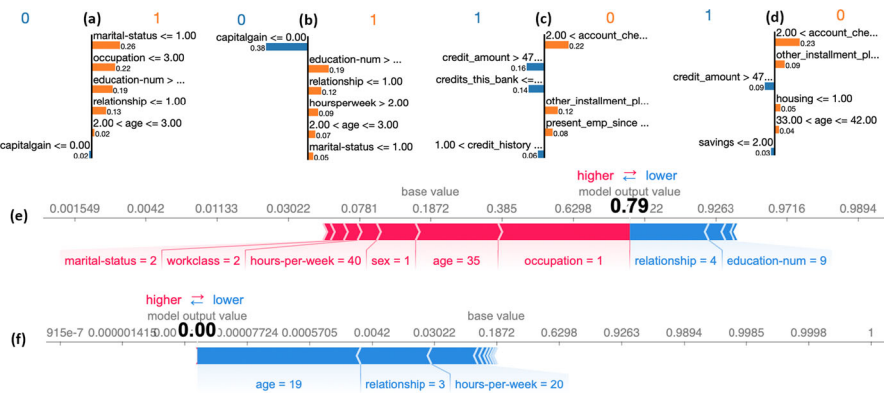 0 (a) 1
marital-status <= 1.00
0.26
occupation <= 3.00
0.22
education-num > ...
0.19
relationship <= 1.00
0.13
2.00 < age <= 3.00
0.02
capitalgain <= 0.00
0.02
0 (b) 1
capitalgain <= 0.00
0.38
education-num > ...
0.19
relationship <= 1.00
0.12
hoursperweek > 2.00
0.09
2.00 < age <= 3.00
0.07
marital-status <= 1.00
0.05
1 (c) 0
2.00 < account_che...
0.22
credit_amount > 47...
0.16
credits_this_bank <=...
0.14
other_installment_pl...
0.12
present_emp_since ...
0.08
1.00 < credit_history ...
0.06
1 (d) 0
2.00 < account_che...
0.23
other_installment_pl...
0.09
credit_amount > 47...
0.09
housing <= 1.00
0.05
33.00 < age <= 42.00
0.04
savings <= 2.00
0.03
(e)
higher ⇄ lower
base value model output value
0.001549 0.0042 0.01133 0.03022 0.0781 0.1872 0.385 0.6298 0.79 22 0.9263 0.9716 0.9894
marital-status = 2 workclass = 2 hours-per-week = 40 sex = 1 age = 35 occupation = 1 relationship = 4 education-num = 9
(f)
higher ⇄ lower
model output value base value
915e-7 0.000001415 0.00 0.00 0.00007724 0.0005705 0.0042 0.03022 0.1872 0.6298 0.9263 0.9894 0.9985 0.9998 1
age = 19 relationship = 3 hours-per-week = 20